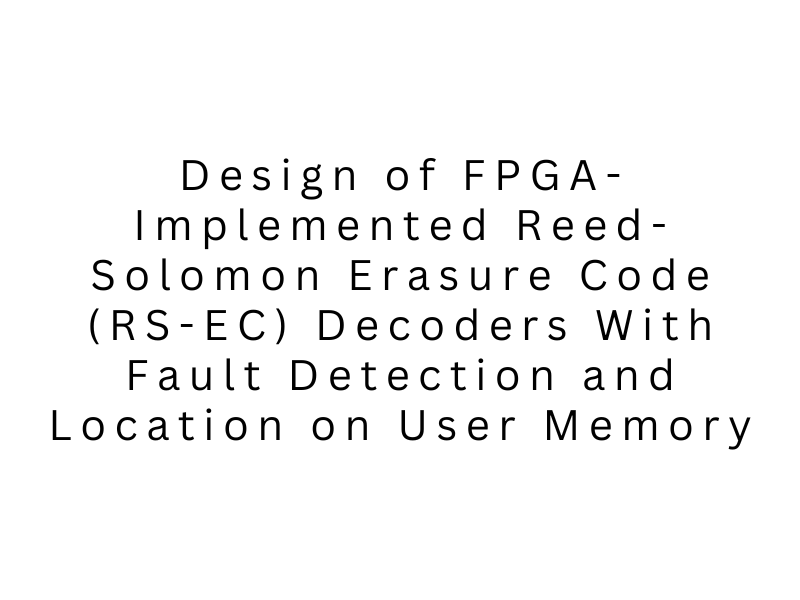 Design of FPGA-
Implemented Reed-
Solomon Erasure Code
(RS-EC) Decoders With
Fault Detection and
Location on User Memory